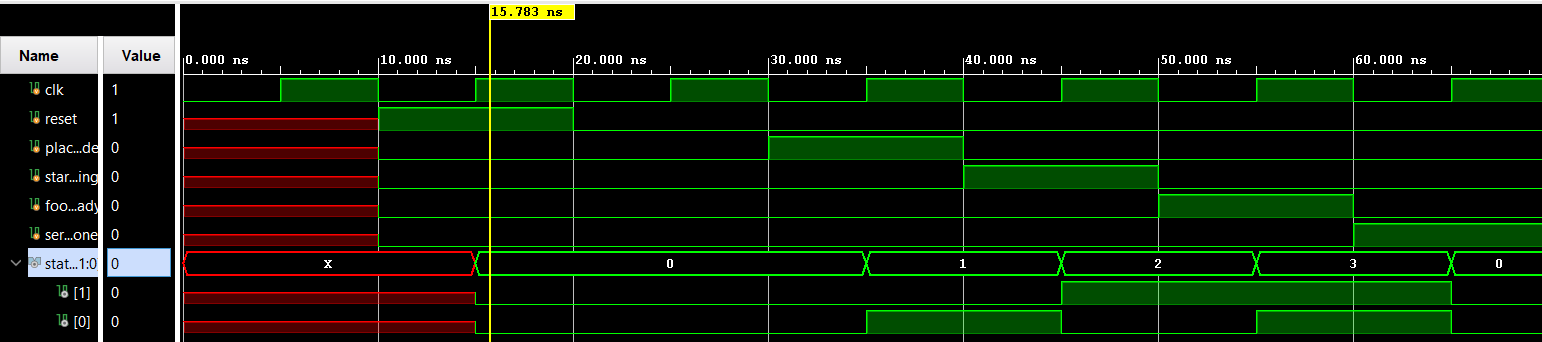 15.783 ns
Name Value
0.000 ns 10.000 ns 20.000 ns 30.000 ns 40.000 ns 50.000 ns 60.000 ns
clk 1
reset 1
plac...de 0
star...ing 0
foo...ady 0
ser...one 0
stat...1:0 0 X 0 1 2 3 0
[1] 0
[0] 0